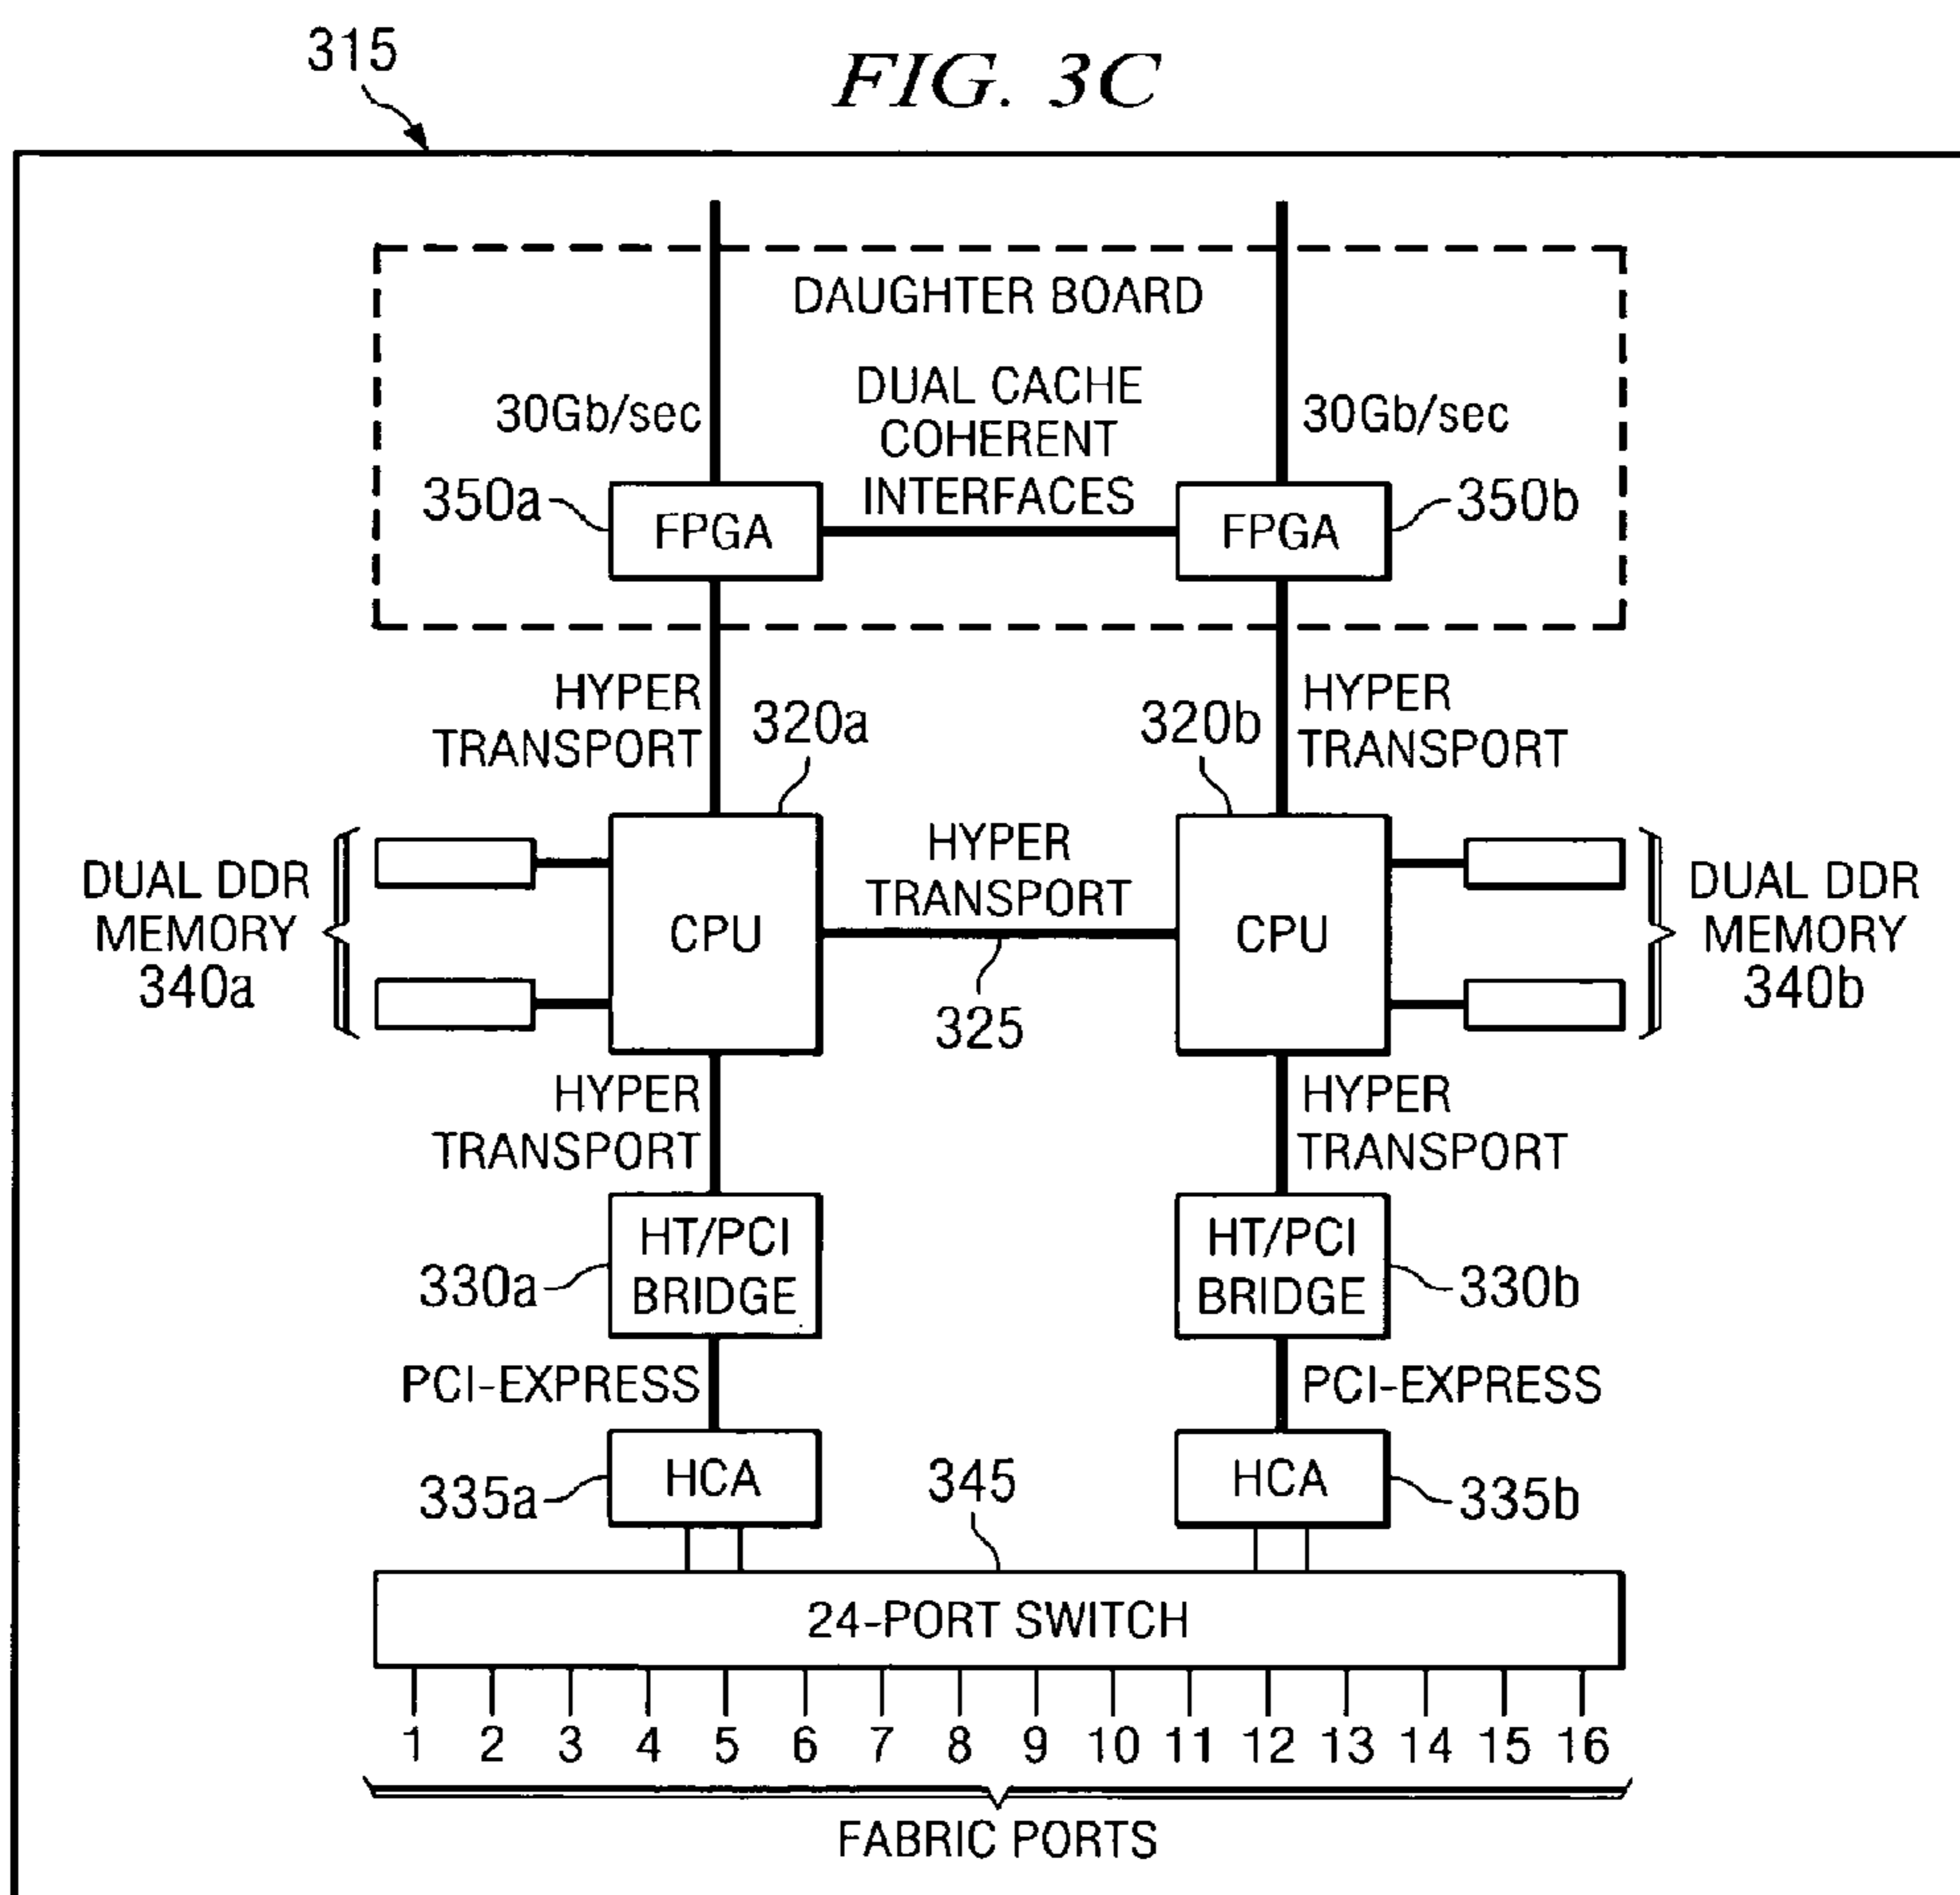 315
FIG. 3C
DAUGHTER BOARD
DUAL CACHE
COHERENT
INTERFACES
30Gb/sec
30Gb/sec
350a
FPGA
FPGA
350b
HYPER
TRANSPORT
320a
320b
HYPER
TRANSPORT
DUAL DDR
MEMORY
340a
CPU
HYPER
TRANSPORT
325
CPU
DUAL DDR
MEMORY
340b
HYPER
TRANSPORT
HYPER
TRANSPORT
330a
HT/PCI
BRIDGE
HT/PCI
BRIDGE
330b
PCI-EXPRESS
PCI-EXPRESS
335a
HCA
345
HCA
335b
24-PORT SWITCH
1 2 3 4 5 6 7 8 9 10 11 12 13 14 15 16
FABRIC PORTS